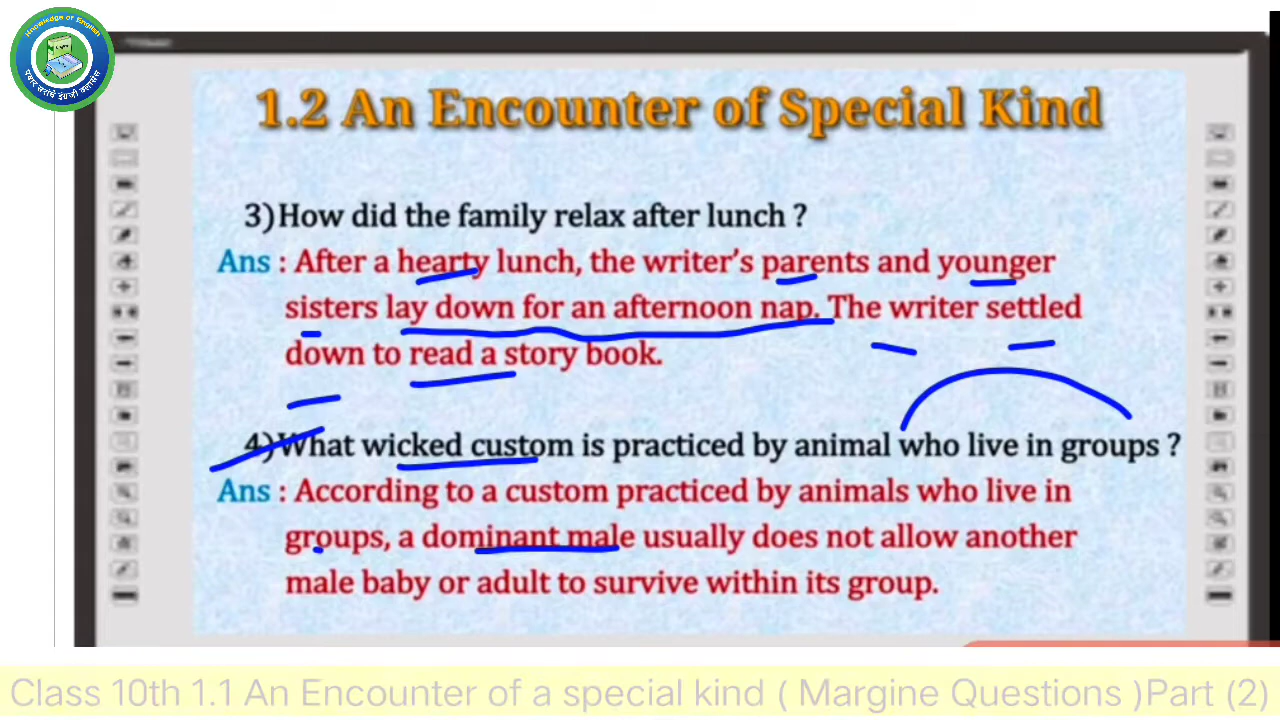 Knowledge of English
1.2 An Encounter of Special Kind
3) How did the family relax after lunch ?
Ans : After a hearty lunch, the writer's parents and younger
sisters lay down for an afternoon nap. The writer settled
down to read a story book.
4) What wicked custom is practiced by animal who live in groups ?
Ans : According to a custom practiced by animals who live in
groups, a dominant male usually does not allow another
male baby or adult to survive within its group.
Class 10th 1.1 An Encounter of a special kind ( Margine Questions )Part (2)